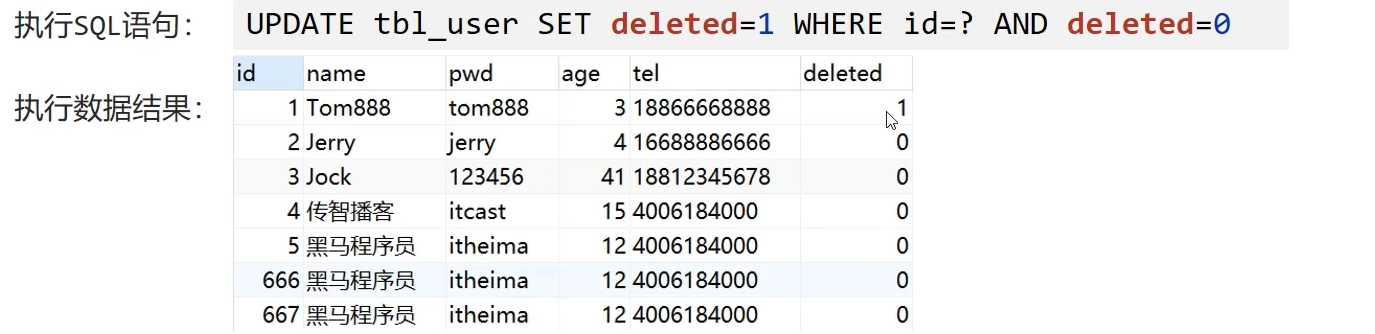 执行SQL语句： UPDATE tbl_user SET deleted=1 WHERE id=? AND deleted=0
执行数据结果：
id name pwd age tel deleted
1 Tom888 tom888 3 18866668888 1
2 Jerry jerry 4 16688886666 0
3 Jock 123456 41 18812345678 0
4 传智播客 itcast 15 4006184000 0
5 黑马程序员 itheima 12 4006184000 0
666 黑马程序员 itheima 12 4006184000 0
667 黑马程序员 itheima 12 4006184000 0